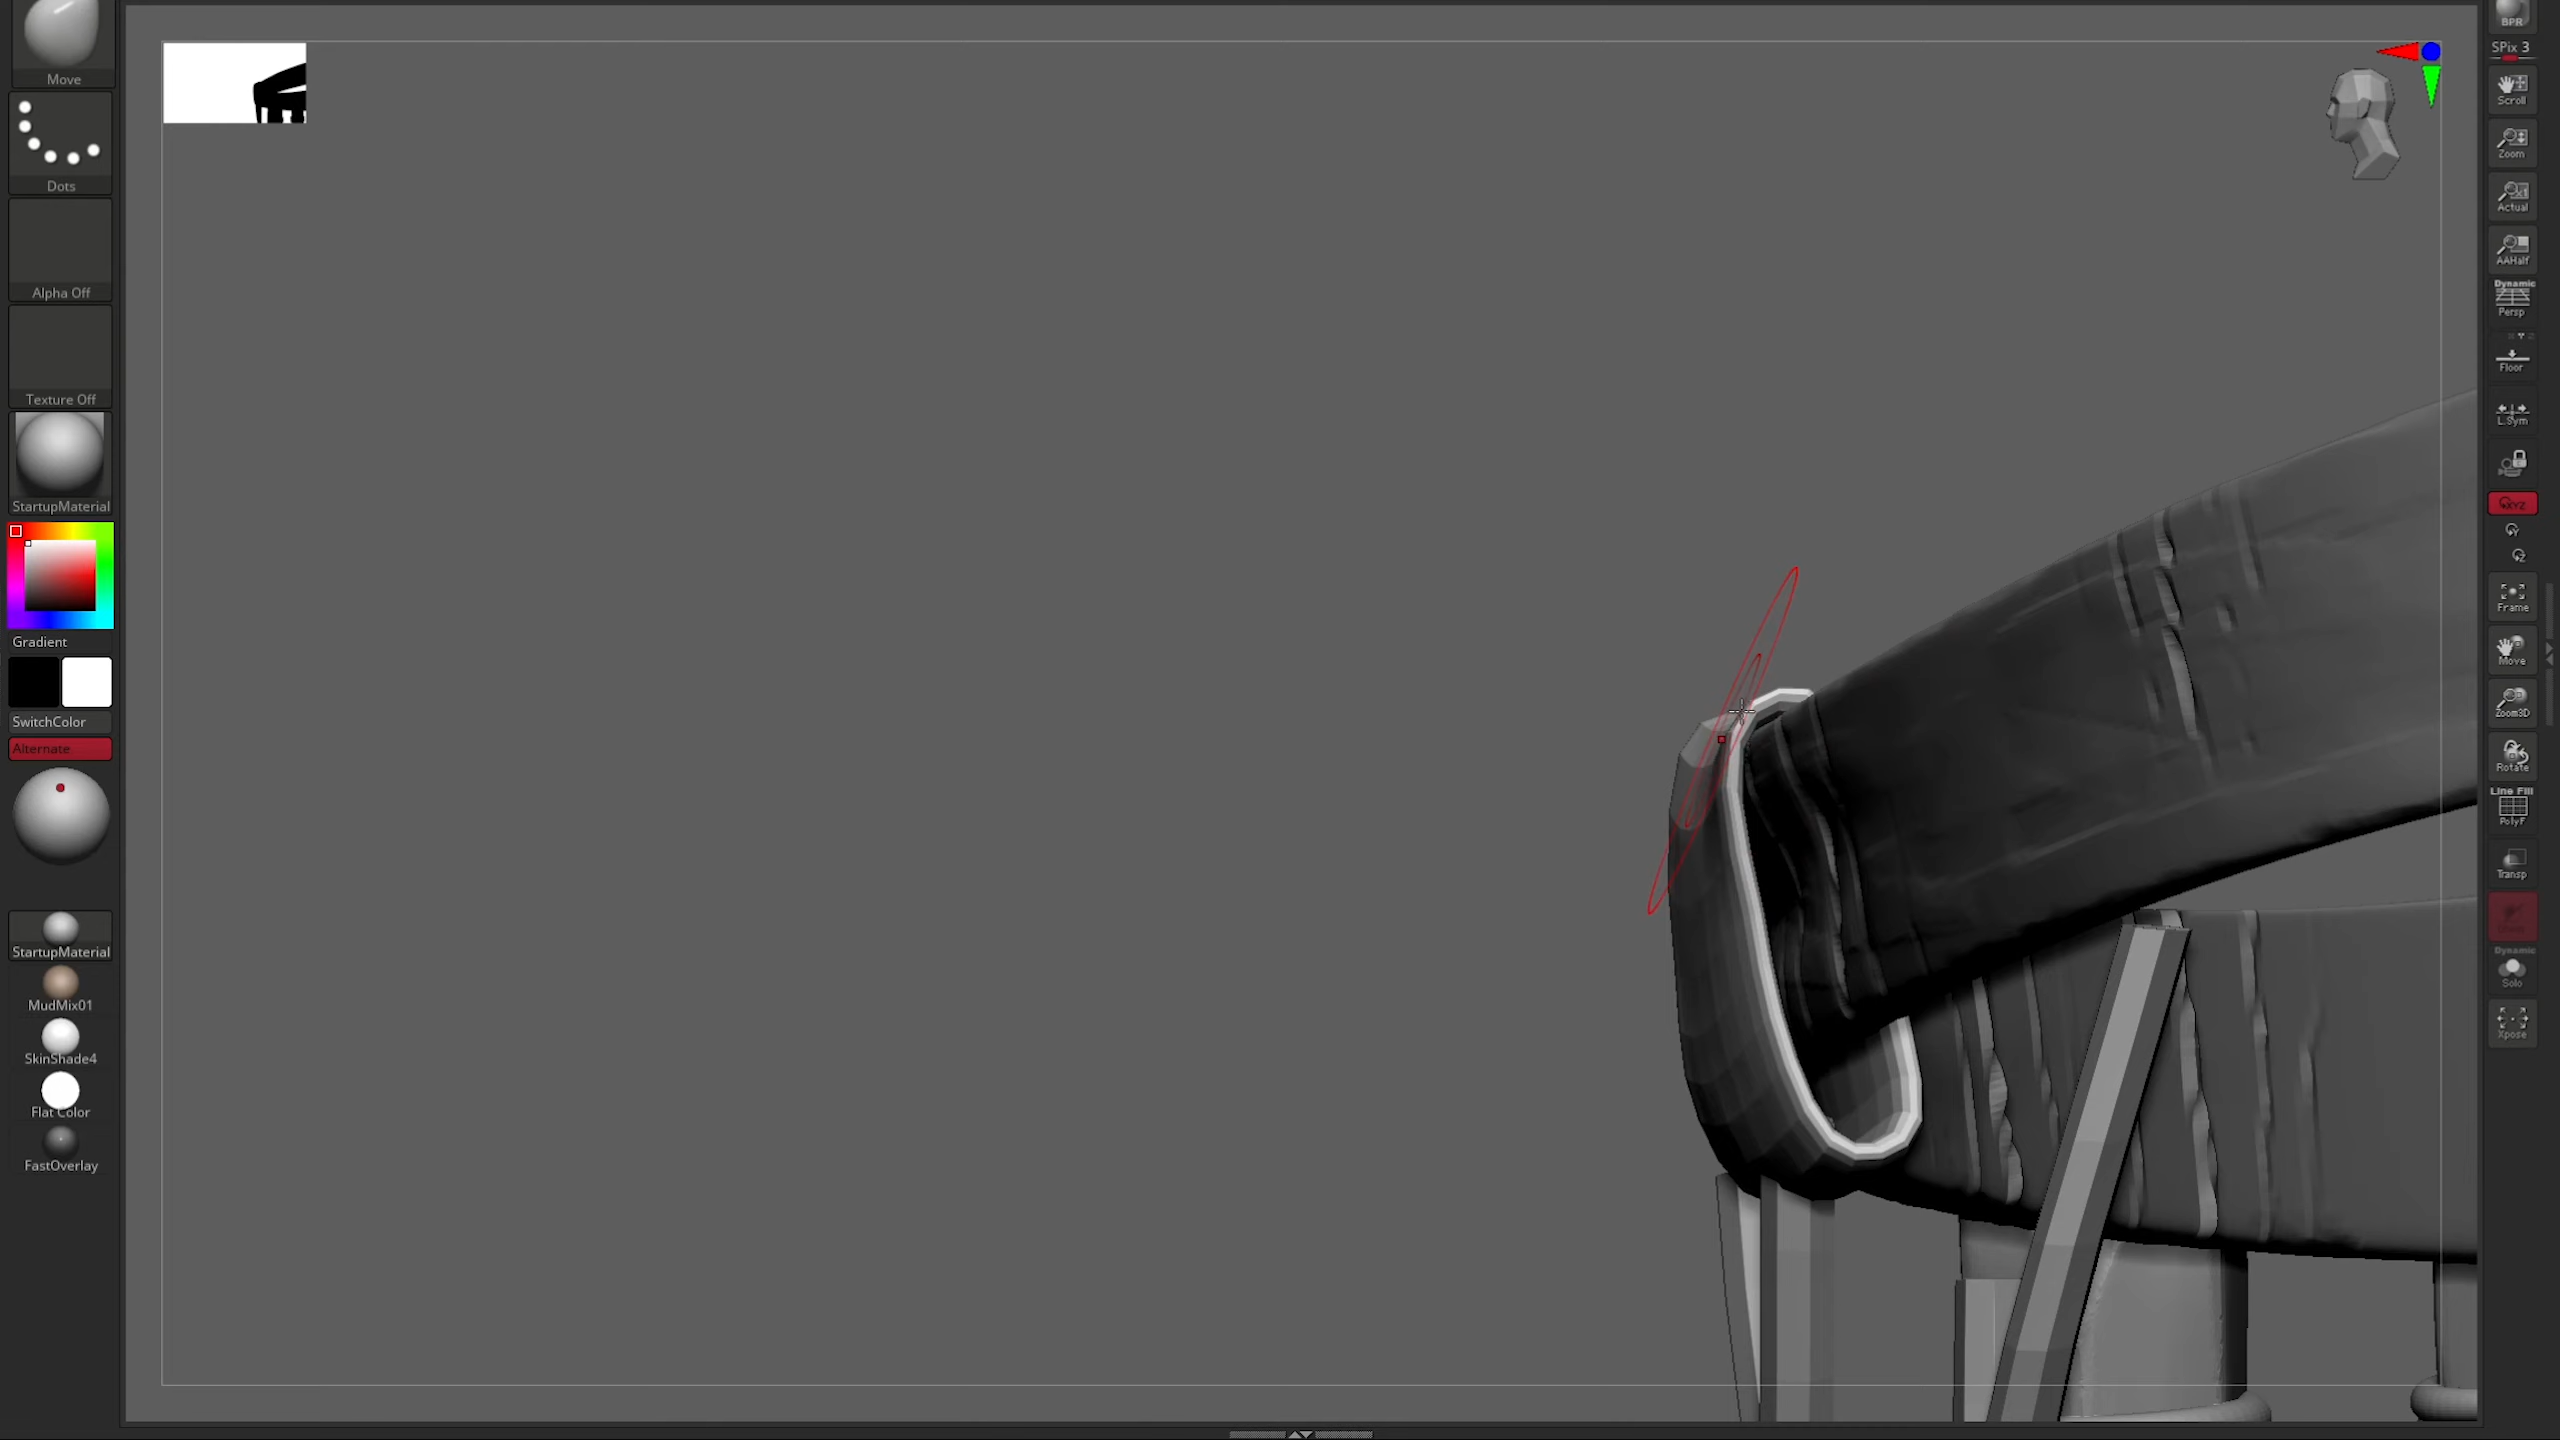 Move
Dots
Alpha Off
Texture Off
StartupMaterial
Gradient
SwitchColor
Alternate
StartupMaterial
MudMix01
SkinShade4
Flat Color
FastOverlay
BPR
SPix 3
Scroll
Zoom
Actual
AAHalf
Dynamic
Persp
Floor
L.Sym
XYZ
Y
Z
Frame
Move
Zoom3D
Rotate
Line Fill
PolyF
Transp
Dynamic
Solo
Xpose